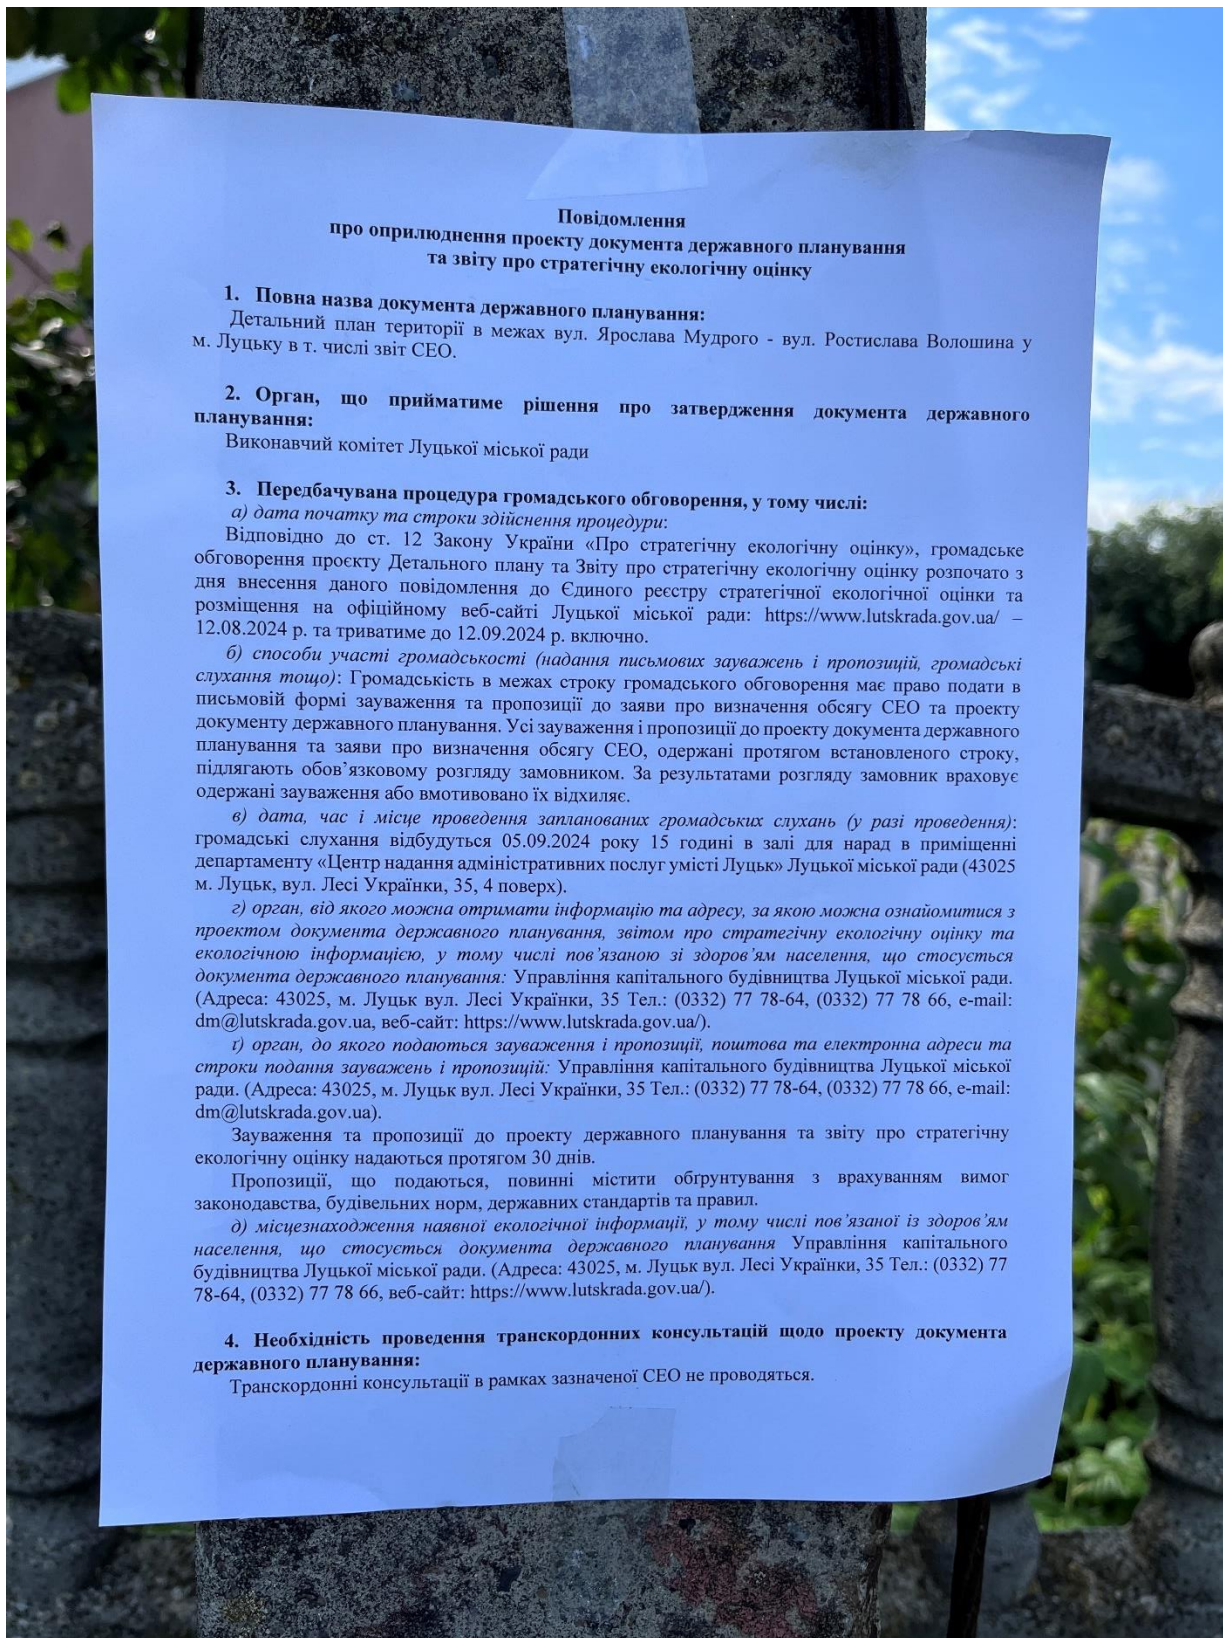 Повідомлення
про оприлюднення проекту документа державного планування
та звіту про стратегічну екологічну оцінку
1. Повна назва документа державного планування:
Детальний план території в межах вул. Ярослава Мудрого - вул. Ростислава Волошина у
м. Луцьку в т. числі звіт СЕО.
2. Орган, що прийматиме рішення про затвердження документа державного
планування:
Виконавчий комітет Луцької міської ради
3. Передбачувана процедура громадського обговорення, у тому числі:
а) дата початку та строки здійснення процедури:
Відповідно до ст. 12 Закону України «Про стратегічну екологічну оцінку», громадське
обговорення проєкту Детального плану та Звіту про стратегічну екологічну оцінку розпочато з
дня внесення даного повідомлення до Єдиного реєстру стратегічної екологічної оцінки та
розміщення на офіційному веб-сайті Луцької міської ради: https://www.lutskrada.gov.ua/ –
12.08.2024 р. та триватиме до 12.09.2024 р. включно.
б) способи участі громадськості (надання письмових зауважень і пропозицій, громадські
слухання тощо): Громадськість в межах строку громадського обговорення має право подати в
письмовій формі зауваження та пропозиції до заяви про визначення обсягу СЕО та проекту
документу державного планування. Усі зауваження і пропозиції до проекту документа державного
планування та заяви про визначення обсягу СЕО, одержані протягом встановленого строку,
підлягають обов’язковому розгляду замовником. За результатами розгляду замовник враховує
одержані зауваження або вмотивовано їх відхиляє.
в) дата, час і місце проведення запланованих громадських слухань (у разі проведення):
громадські слухання відбудуться 05.09.2024 року 15 годині в залі для нарад в приміщенні
департаменту «Центр надання адміністративних послуг умісті Луцьк» Луцької міської ради (43025
м. Луцьк, вул. Лесі Українки, 35, 4 поверх).
г) орган, від якого можна отримати інформацію та адресу, за якою можна ознайомитися з
проектом документа державного планування, звітом про стратегічну екологічну оцінку та
екологічною інформацією, у тому числі пов’язаною зі здоров’ям населення, що стосується
документа державного планування: Управління капітального будівництва Луцької міської ради.
(Адреса: 43025, м. Луцьк вул. Лесі Українки, 35 Тел.: (0332) 77 78-64, (0332) 77 78 66, e-mail:
dm@lutskrada.gov.ua, веб-сайт: https://www.lutskrada.gov.ua/).
ґ) орган, до якого подаються зауваження і пропозиції, поштова та електронна адреси та
строки подання зауважень і пропозицій: Управління капітального будівництва Луцької міської
ради. (Адреса: 43025, м. Луцьк вул. Лесі Українки, 35 Тел.: (0332) 77 78-64, (0332) 77 78 66, e-mail:
dm@lutskrada.gov.ua).
Зауваження та пропозиції до проекту державного планування та звіту про стратегічну
екологічну оцінку надаються протягом 30 днів.
Пропозиції, що подаються, повинні містити обґрунтування з врахуванням вимог
законодавства, будівельних норм, державних стандартів та правил.
д) місцезнаходження наявної екологічної інформації, у тому числі пов’язаної із здоров’ям
населення, що стосується документа державного планування Управління капітального
будівництва Луцької міської ради. (Адреса: 43025, м. Луцьк вул. Лесі Українки, 35 Тел.: (0332) 77
78-64, (0332) 77 78 66, веб-сайт: https://www.lutskrada.gov.ua/).
4. Необхідність проведення транскордонних консультацій щодо проекту документа
державного планування:
Транскордонні консультації в рамках зазначеної СЕО не проводяться.